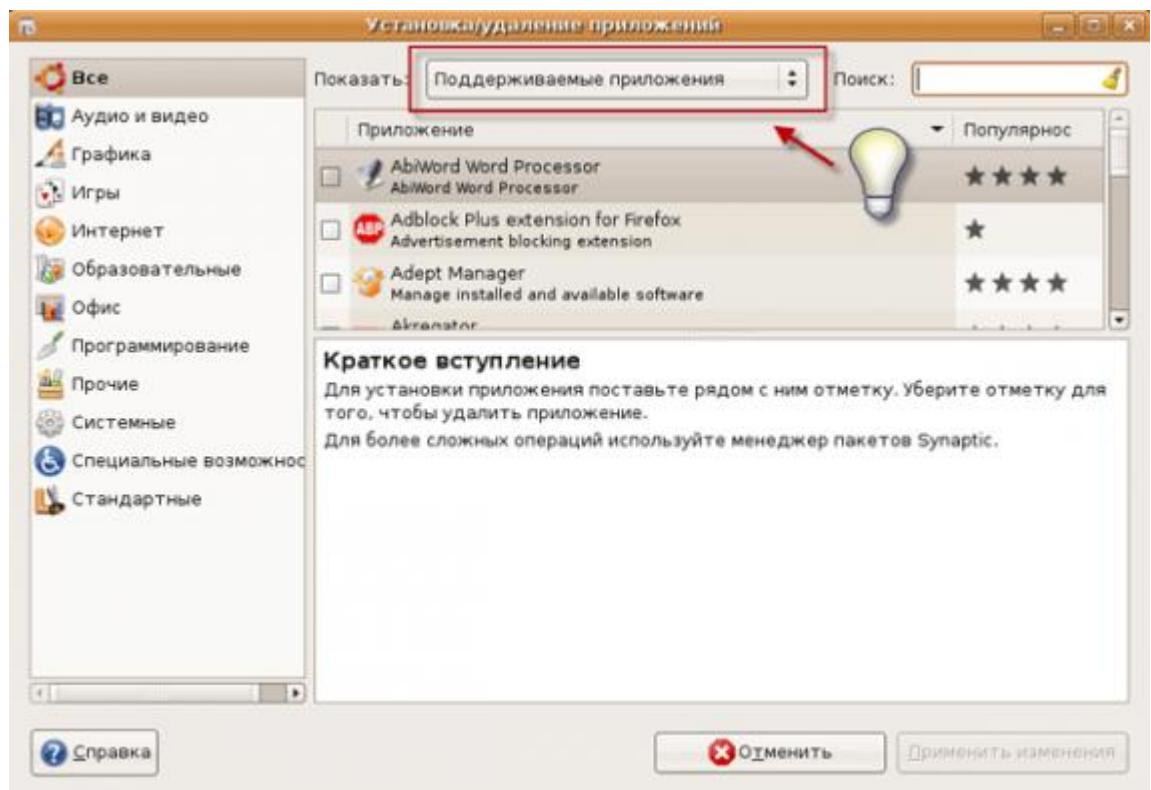 Установка/удаление приложений
Все
Аудио и видео
Графика
Игры
Интернет
Образовательные
Офис
Программирование
Прочие
Системные
Специальные возможнос
Стандартные
Показать: Поддерживаемые приложения Поиск:
Приложение Популярнос
AbiWord Word Processor
AbiWord Word Processor
ABP Adblock Plus extension for Firefox
Advertisement blocking extension
Adept Manager
Manage installed and available software
Akregator
Краткое вступление
Для установки приложения поставьте рядом с ним отметку. Уберите отметку для
того, чтобы удалить приложение.
Для более сложных операций используйте менеджер пакетов Synaptic.
Справка Отменить Применить изменения